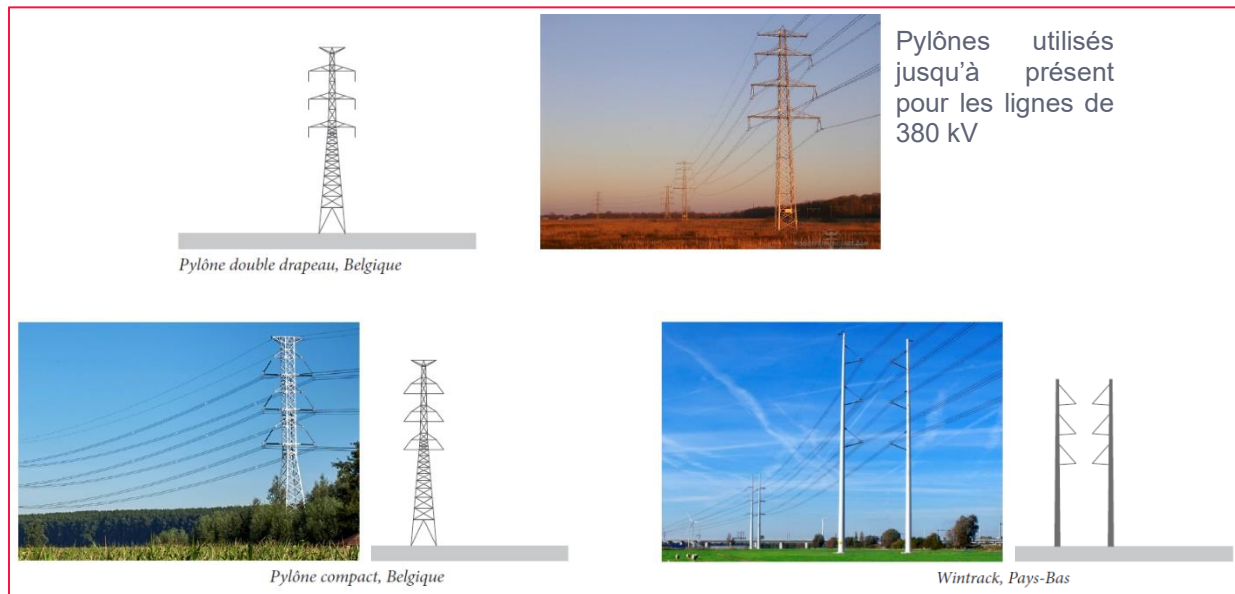 Pylônes utilisés
jusqu’à présent
pour les lignes de
380 kV
Pylône double drapeau, Belgique
Pylône compact, Belgique
Wintrack, Pays-Bas